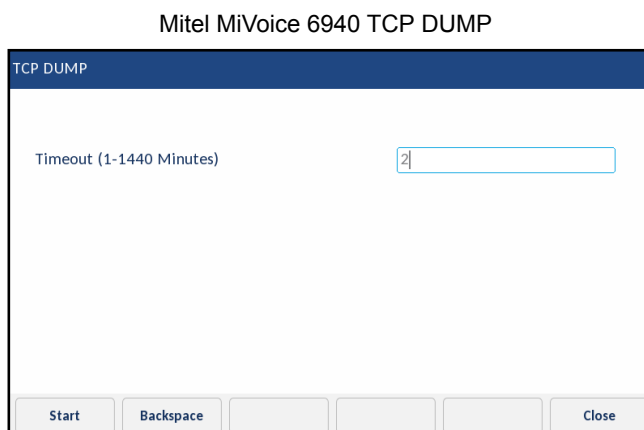 Mitel MiVoice 6940 TCP DUMP
TCP DUMP
Timeout (1-1440 Minutes) 2
Start Backspace Close